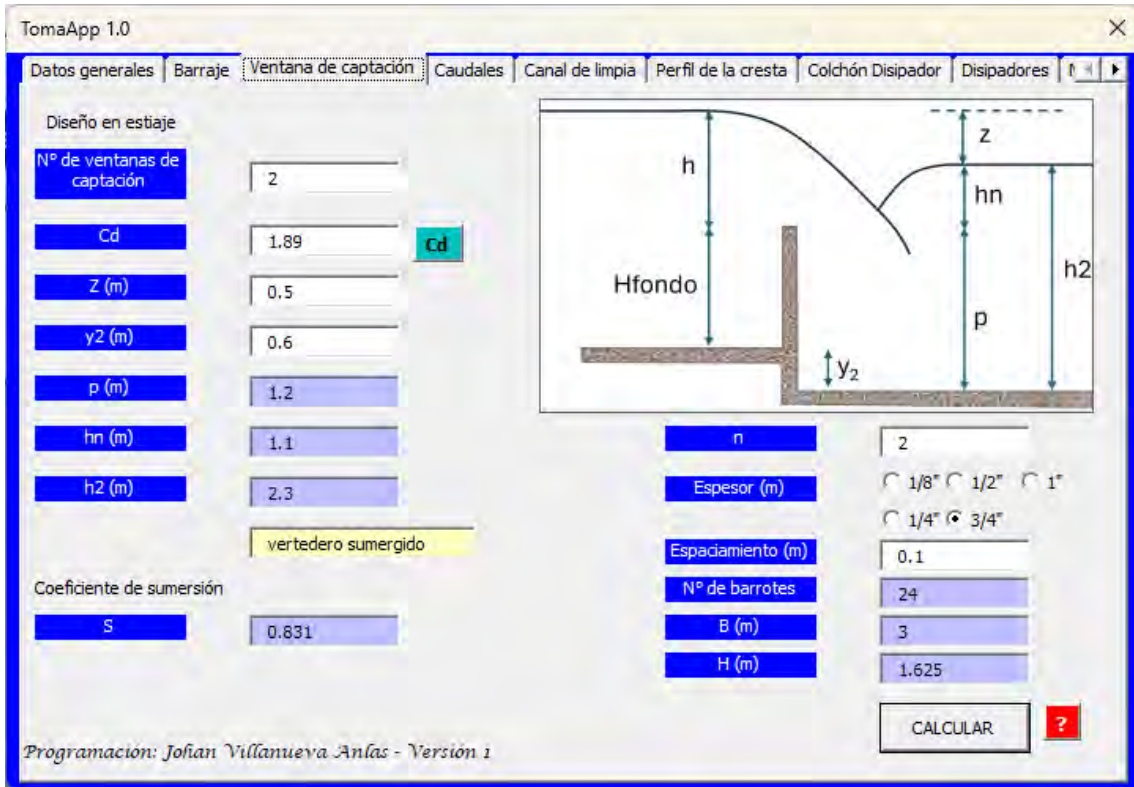 TomaApp 1.0
Datos generales
Barraje
Ventana de captación
Caudales
Canal de limpia
Perfil de la cresta
Colchón Disipador
Disipadores
Diseño en estiaje
Nº de ventanas de
captación
2
Cd
1.89
Cd
Z (m)
0.5
y2 (m)
0.6
p (m)
1.2
hn (m)
1.1
h2 (m)
2.3
vertedero sumergido
Coeficiente de sumersión
S
0.831
h
z
hn
Hfondo
h2
p
y₂
n
2
Espesor (m)
1/8" 1/2" 1"
1/4" 3/4"
Espaciamiento (m)
0.1
Nº de barrotes
24
B (m)
3
H (m)
1.625
CALCULAR
?
Programación: Johan Villanueva Anlas - Versión 1